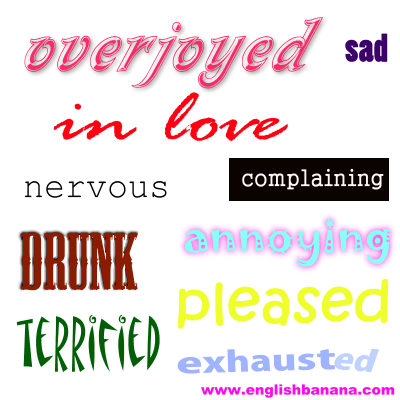 overjoyed sad
in love
nervous complaining
DRUNK annoying
pleased
TERRiFiED exhausted
www.englishbanana.com